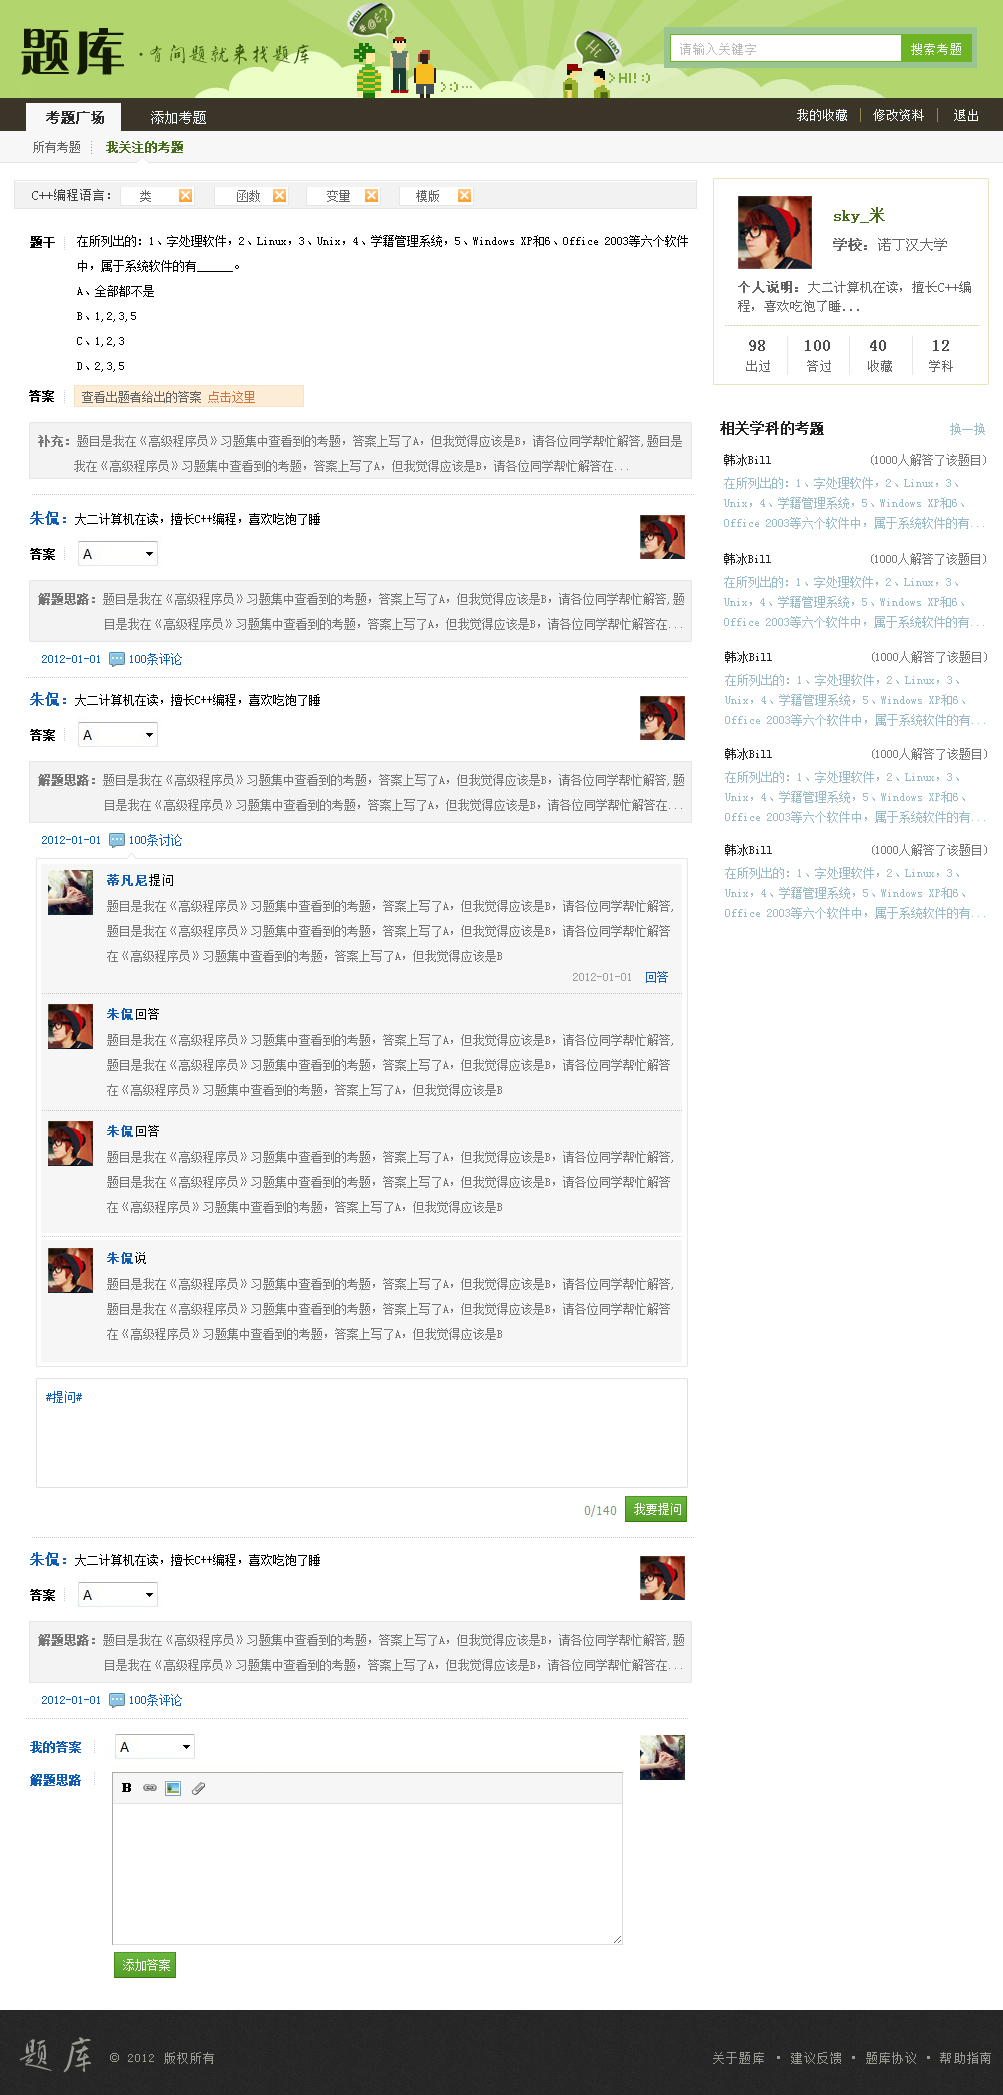 题库 ·有问题就来找题库
@#@¿?
>:○...
Hi
>HI! :)
请输入关键字 搜索考题
考题广场 添加考题 我的收藏 修改资料 退出
所有考题 我关注的考题
C++编程语言: 类 函数 变量 模版
题干 在所列出的: 1、字处理软件, 2、Linux, 3、Unix, 4、学籍管理系统, 5、Windows XP和6、Office 2003等六个软件
中, 属于系统软件的有______。
A、全部都不是
B、1,2,3,5
C、1,2,3
D、2,3,5
答案 查看出题者给出的答案 点击这里
补充: 题目是我在《高级程序员》习题集中查看到的考题, 答案上写了A, 但我觉得应该是B, 请各位同学帮忙解答,题目是
我在《高级程序员》习题集中查看到的考题, 答案上写了A, 但我觉得应该是B, 请各位同学帮忙解答在...
朱侃: 大二计算机在读, 擅长C++编程, 喜欢吃饱了睡
答案 A
解题思路: 题目是我在《高级程序员》习题集中查看到的考题, 答案上写了A, 但我觉得应该是B, 请各位同学帮忙解答,题
目是我在《高级程序员》习题集中查看到的考题, 答案上写了A, 但我觉得应该是B, 请各位同学帮忙解答在...
2012-01-01 100条评论
朱侃: 大二计算机在读, 擅长C++编程, 喜欢吃饱了睡
答案 A
解题思路: 题目是我在《高级程序员》习题集中查看到的考题, 答案上写了A, 但我觉得应该是B, 请各位同学帮忙解答,题
目是我在《高级程序员》习题集中查看到的考题, 答案上写了A, 但我觉得应该是B, 请各位同学帮忙解答在...
2012-01-01 100条讨论
蒂凡尼提问
题目是我在《高级程序员》习题集中查看到的考题, 答案上写了A, 但我觉得应该是B, 请各位同学帮忙解答,
题目是我在《高级程序员》习题集中查看到的考题, 答案上写了A, 但我觉得应该是B, 请各位同学帮忙解答
在《高级程序员》习题集中查看到的考题, 答案上写了A, 但我觉得应该是B
2012-01-01 回答
朱侃回答
题目是我在《高级程序员》习题集中查看到的考题, 答案上写了A, 但我觉得应该是B, 请各位同学帮忙解答,
题目是我在《高级程序员》习题集中查看到的考题, 答案上写了A, 但我觉得应该是B, 请各位同学帮忙解答
在《高级程序员》习题集中查看到的考题, 答案上写了A, 但我觉得应该是B
朱侃回答
题目是我在《高级程序员》习题集中查看到的考题, 答案上写了A, 但我觉得应该是B, 请各位同学帮忙解答,
题目是我在《高级程序员》习题集中查看到的考题, 答案上写了A, 但我觉得应该是B, 请各位同学帮忙解答
在《高级程序员》习题集中查看到的考题, 答案上写了A, 但我觉得应该是B
朱侃说
题目是我在《高级程序员》习题集中查看到的考题, 答案上写了A, 但我觉得应该是B, 请各位同学帮忙解答,
题目是我在《高级程序员》习题集中查看到的考题, 答案上写了A, 但我觉得应该是B, 请各位同学帮忙解答
在《高级程序员》习题集中查看到的考题, 答案上写了A, 但我觉得应该是B
#提问#
0/140 我要提问
朱侃: 大二计算机在读, 擅长C++编程, 喜欢吃饱了睡
答案 A
解题思路: 题目是我在《高级程序员》习题集中查看到的考题, 答案上写了A, 但我觉得应该是B, 请各位同学帮忙解答,题
目是我在《高级程序员》习题集中查看到的考题, 答案上写了A, 但我觉得应该是B, 请各位同学帮忙解答在...
2012-01-01 100条评论
我的答案 A
解题思路
B
添加答案
sky_米
学校: 诺丁汉大学
个人说明: 大二计算机在读, 擅长C++编
程, 喜欢吃饱了睡...
98 100 40 12
出过 答过 收藏 学科
相关学科的考题 换一换
韩冰Bill (1000人解答了该题目)
在所列出的: 1、字处理软件, 2、Linux, 3、
Unix, 4、学籍管理系统, 5、Windows XP和6、
Office 2003等六个软件中, 属于系统软件的有...
韩冰Bill (1000人解答了该题目)
在所列出的: 1、字处理软件, 2、Linux, 3、
Unix, 4、学籍管理系统, 5、Windows XP和6、
Office 2003等六个软件中, 属于系统软件的有...
韩冰Bill (1000人解答了该题目)
在所列出的: 1、字处理软件, 2、Linux, 3、
Unix, 4、学籍管理系统, 5、Windows XP和6、
Office 2003等六个软件中, 属于系统软件的有...
韩冰Bill (1000人解答了该题目)
在所列出的: 1、字处理软件, 2、Linux, 3、
Unix, 4、学籍管理系统, 5、Windows XP和6、
Office 2003等六个软件中, 属于系统软件的有...
韩冰Bill (1000人解答了该题目)
在所列出的: 1、字处理软件, 2、Linux, 3、
Unix, 4、学籍管理系统, 5、Windows XP和6、
Office 2003等六个软件中, 属于系统软件的有...
题库 © 2012 版权所有 关于题库 • 建议反馈 • 题库协议 • 帮助指南